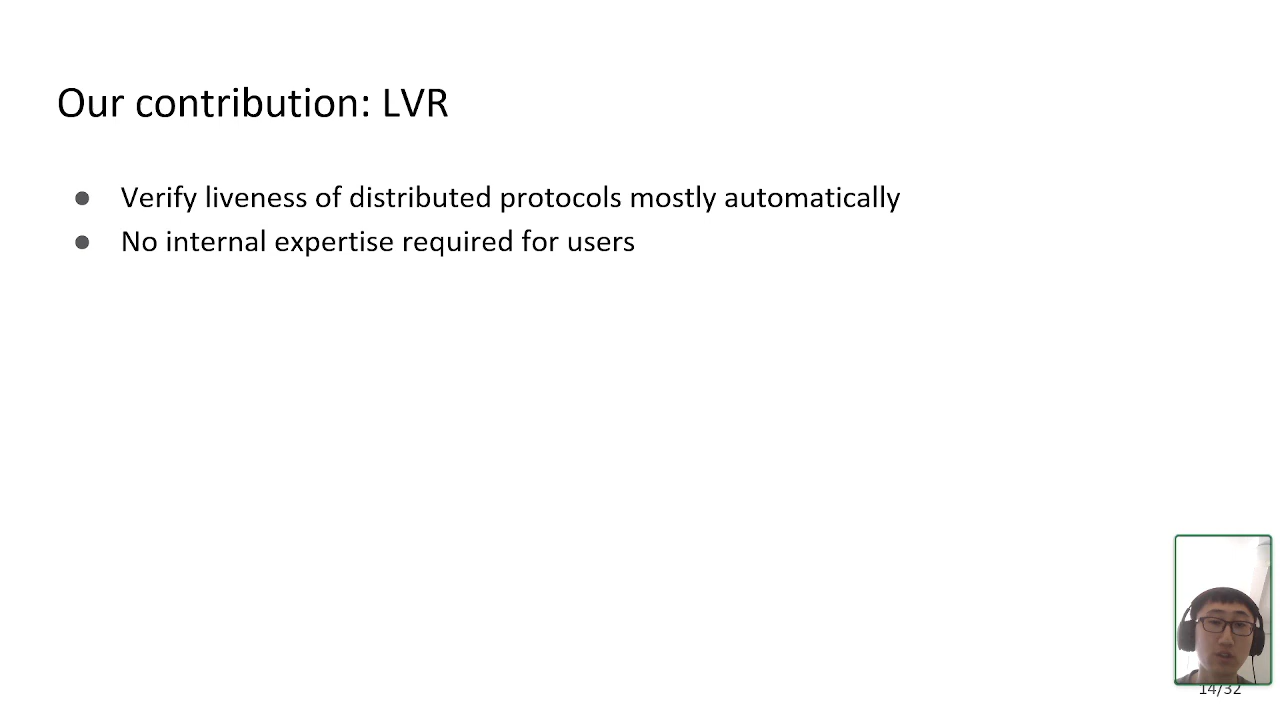 Our contribution: LVR
● Verify liveness of distributed protocols mostly automatically
● No internal expertise required for users
14/32